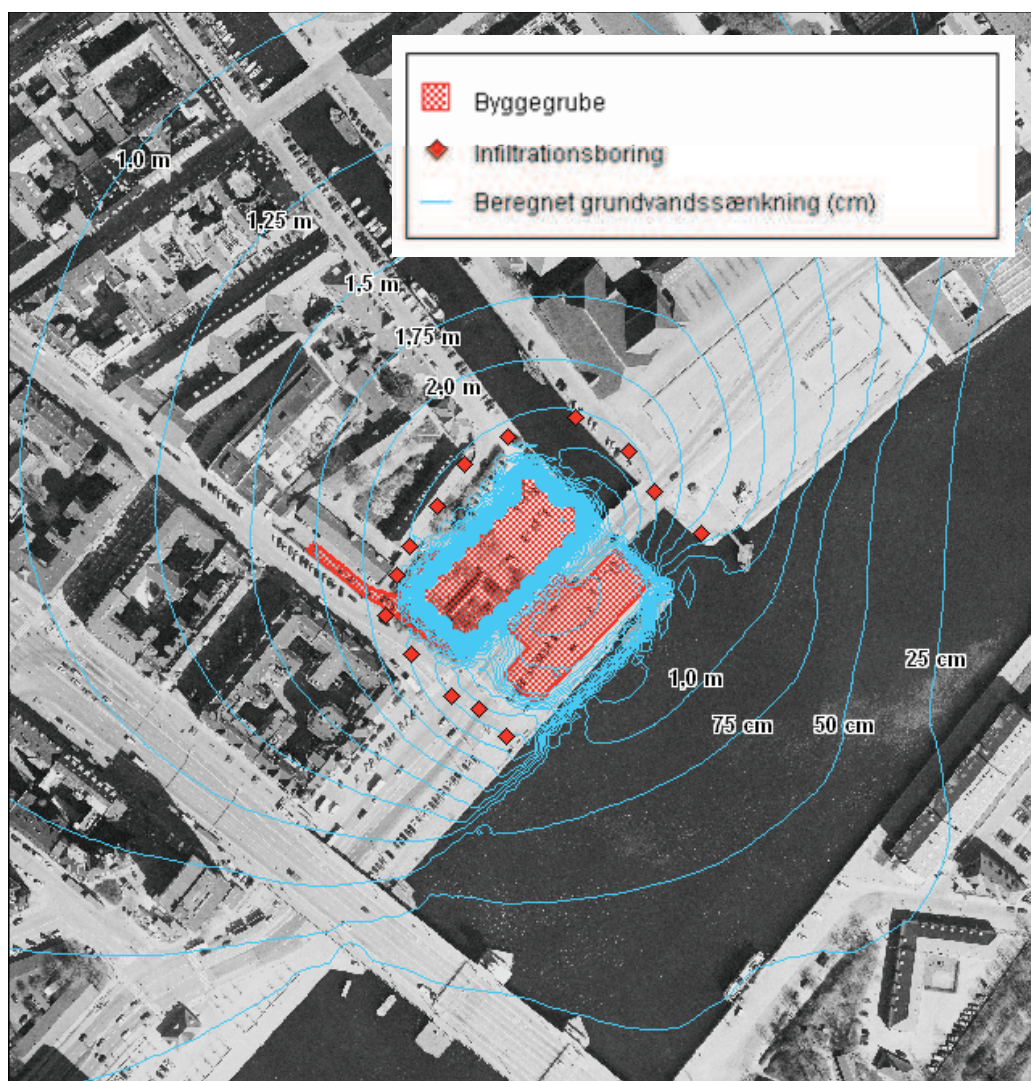 Byggegrube
Infiltrationsboring
Beregnet grundvandssænkning (cm)
1,0 m
1,25 m
1,5 m
1,75 m
2,0 m
25 cm
1,0 m
75 cm
50 cm